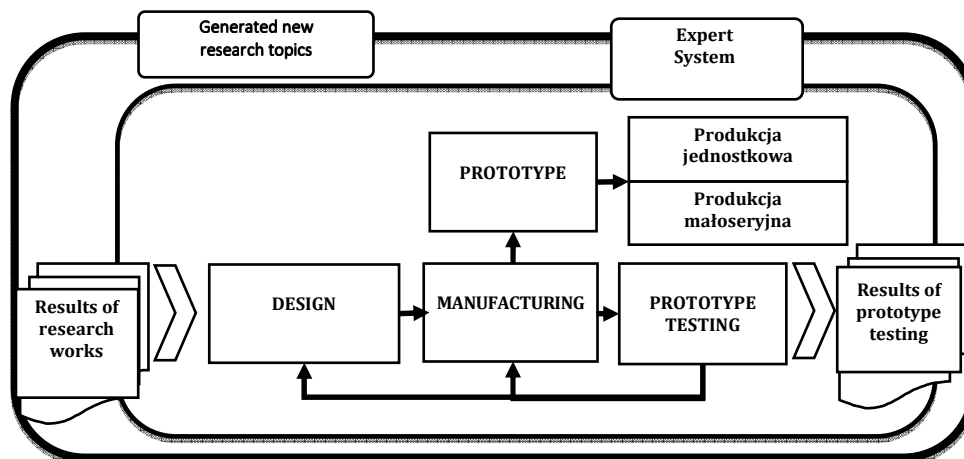 Generated new
research topics
Expert
System
Produkcja
jednostkowa
PROTOTYPE
Produkcja
małoseryjna
Results of
research
works
DESIGN
MANUFACTURING
PROTOTYPE
TESTING
Results of
prototype
testing